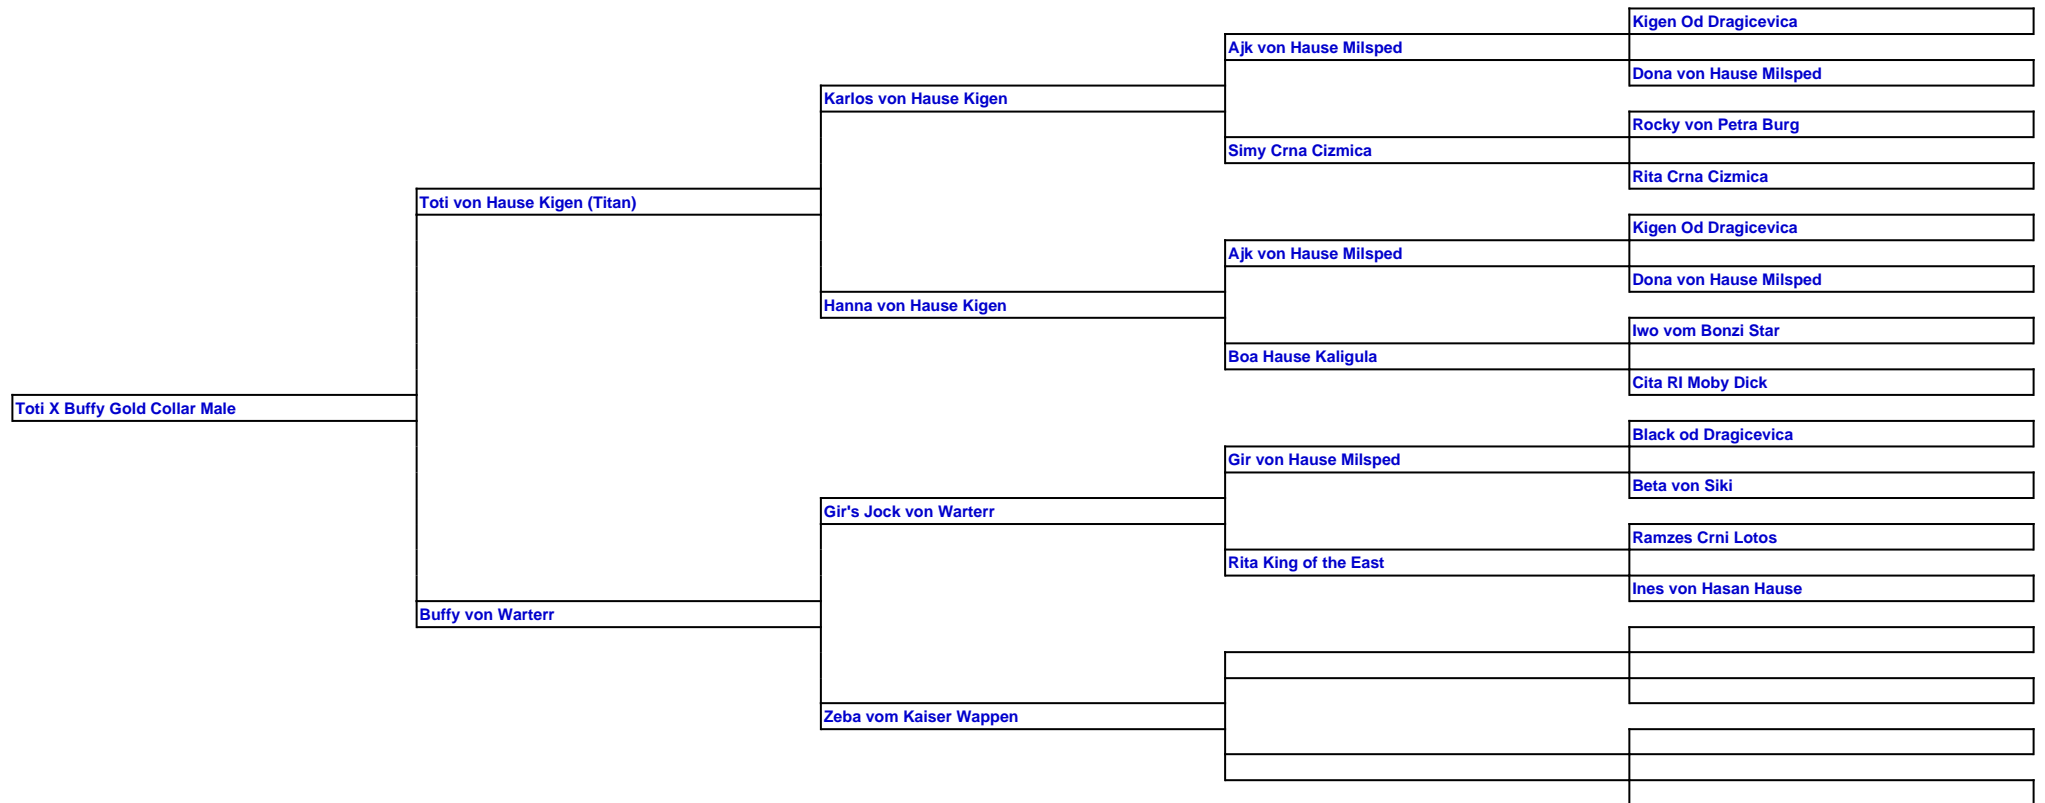 Kigen Od Dragicevica
Ajk von Hause Milsped
Dona von Hause Milsped
Karlos von Hause Kigen
Rocky von Petra Burg
Simy Crna Cizmica
Rita Crna Cizmica
Toti von Hause Kigen (Titan)
Kigen Od Dragicevica
Ajk von Hause Milsped
Dona von Hause Milsped
Hanna von Hause Kigen
Iwo vom Bonzi Star
Boa Hause Kaligula
Cita RI Moby Dick
Toti X Buffy Gold Collar Male
Black od Dragicevica
Gir von Hause Milsped
Beta von Siki
Gir's Jock von Warterr
Ramzes Crni Lotos
Rita King of the East
Ines von Hasan Hause
Buffy von Warterr
Zeba vom Kaiser Wappen